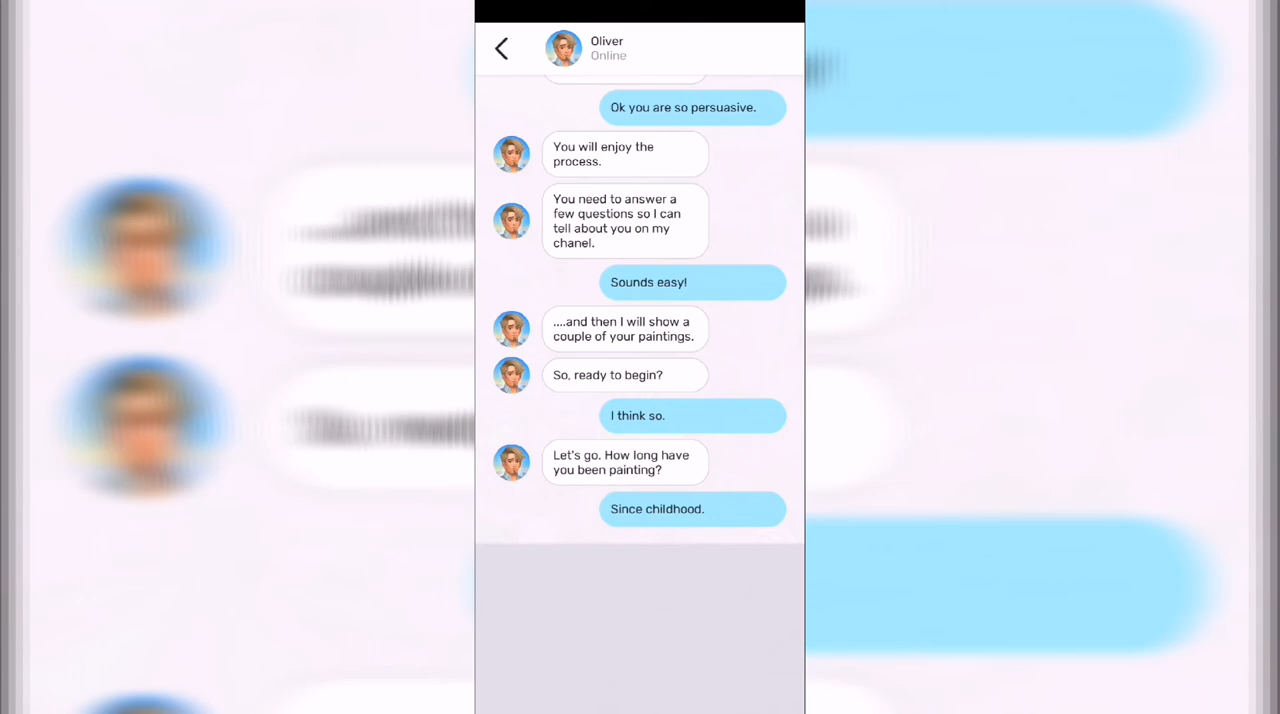 Oliver
Online
Ok you are so persuasive.
You will enjoy the
process.
You need to answer a
few questions so I can
tell about you on my
chanel.
Sounds easy!
....and then I will show a
couple of your paintings.
So, ready to begin?
I think so.
Let's go. How long have
you been painting?
Since childhood.